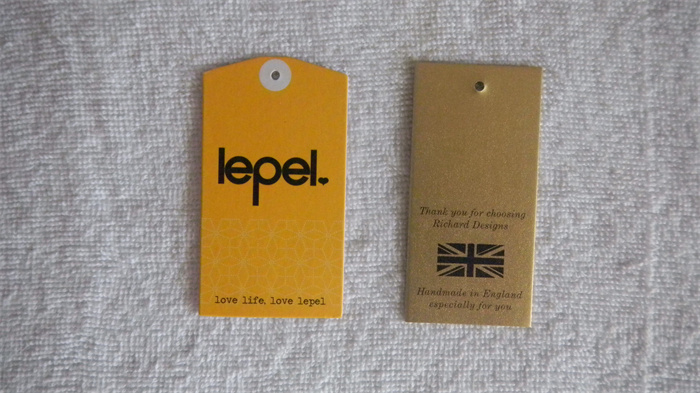 lepel.
love life, love lepel
Thank you for choosing
Richard Designs
Handmade in England
especially for you